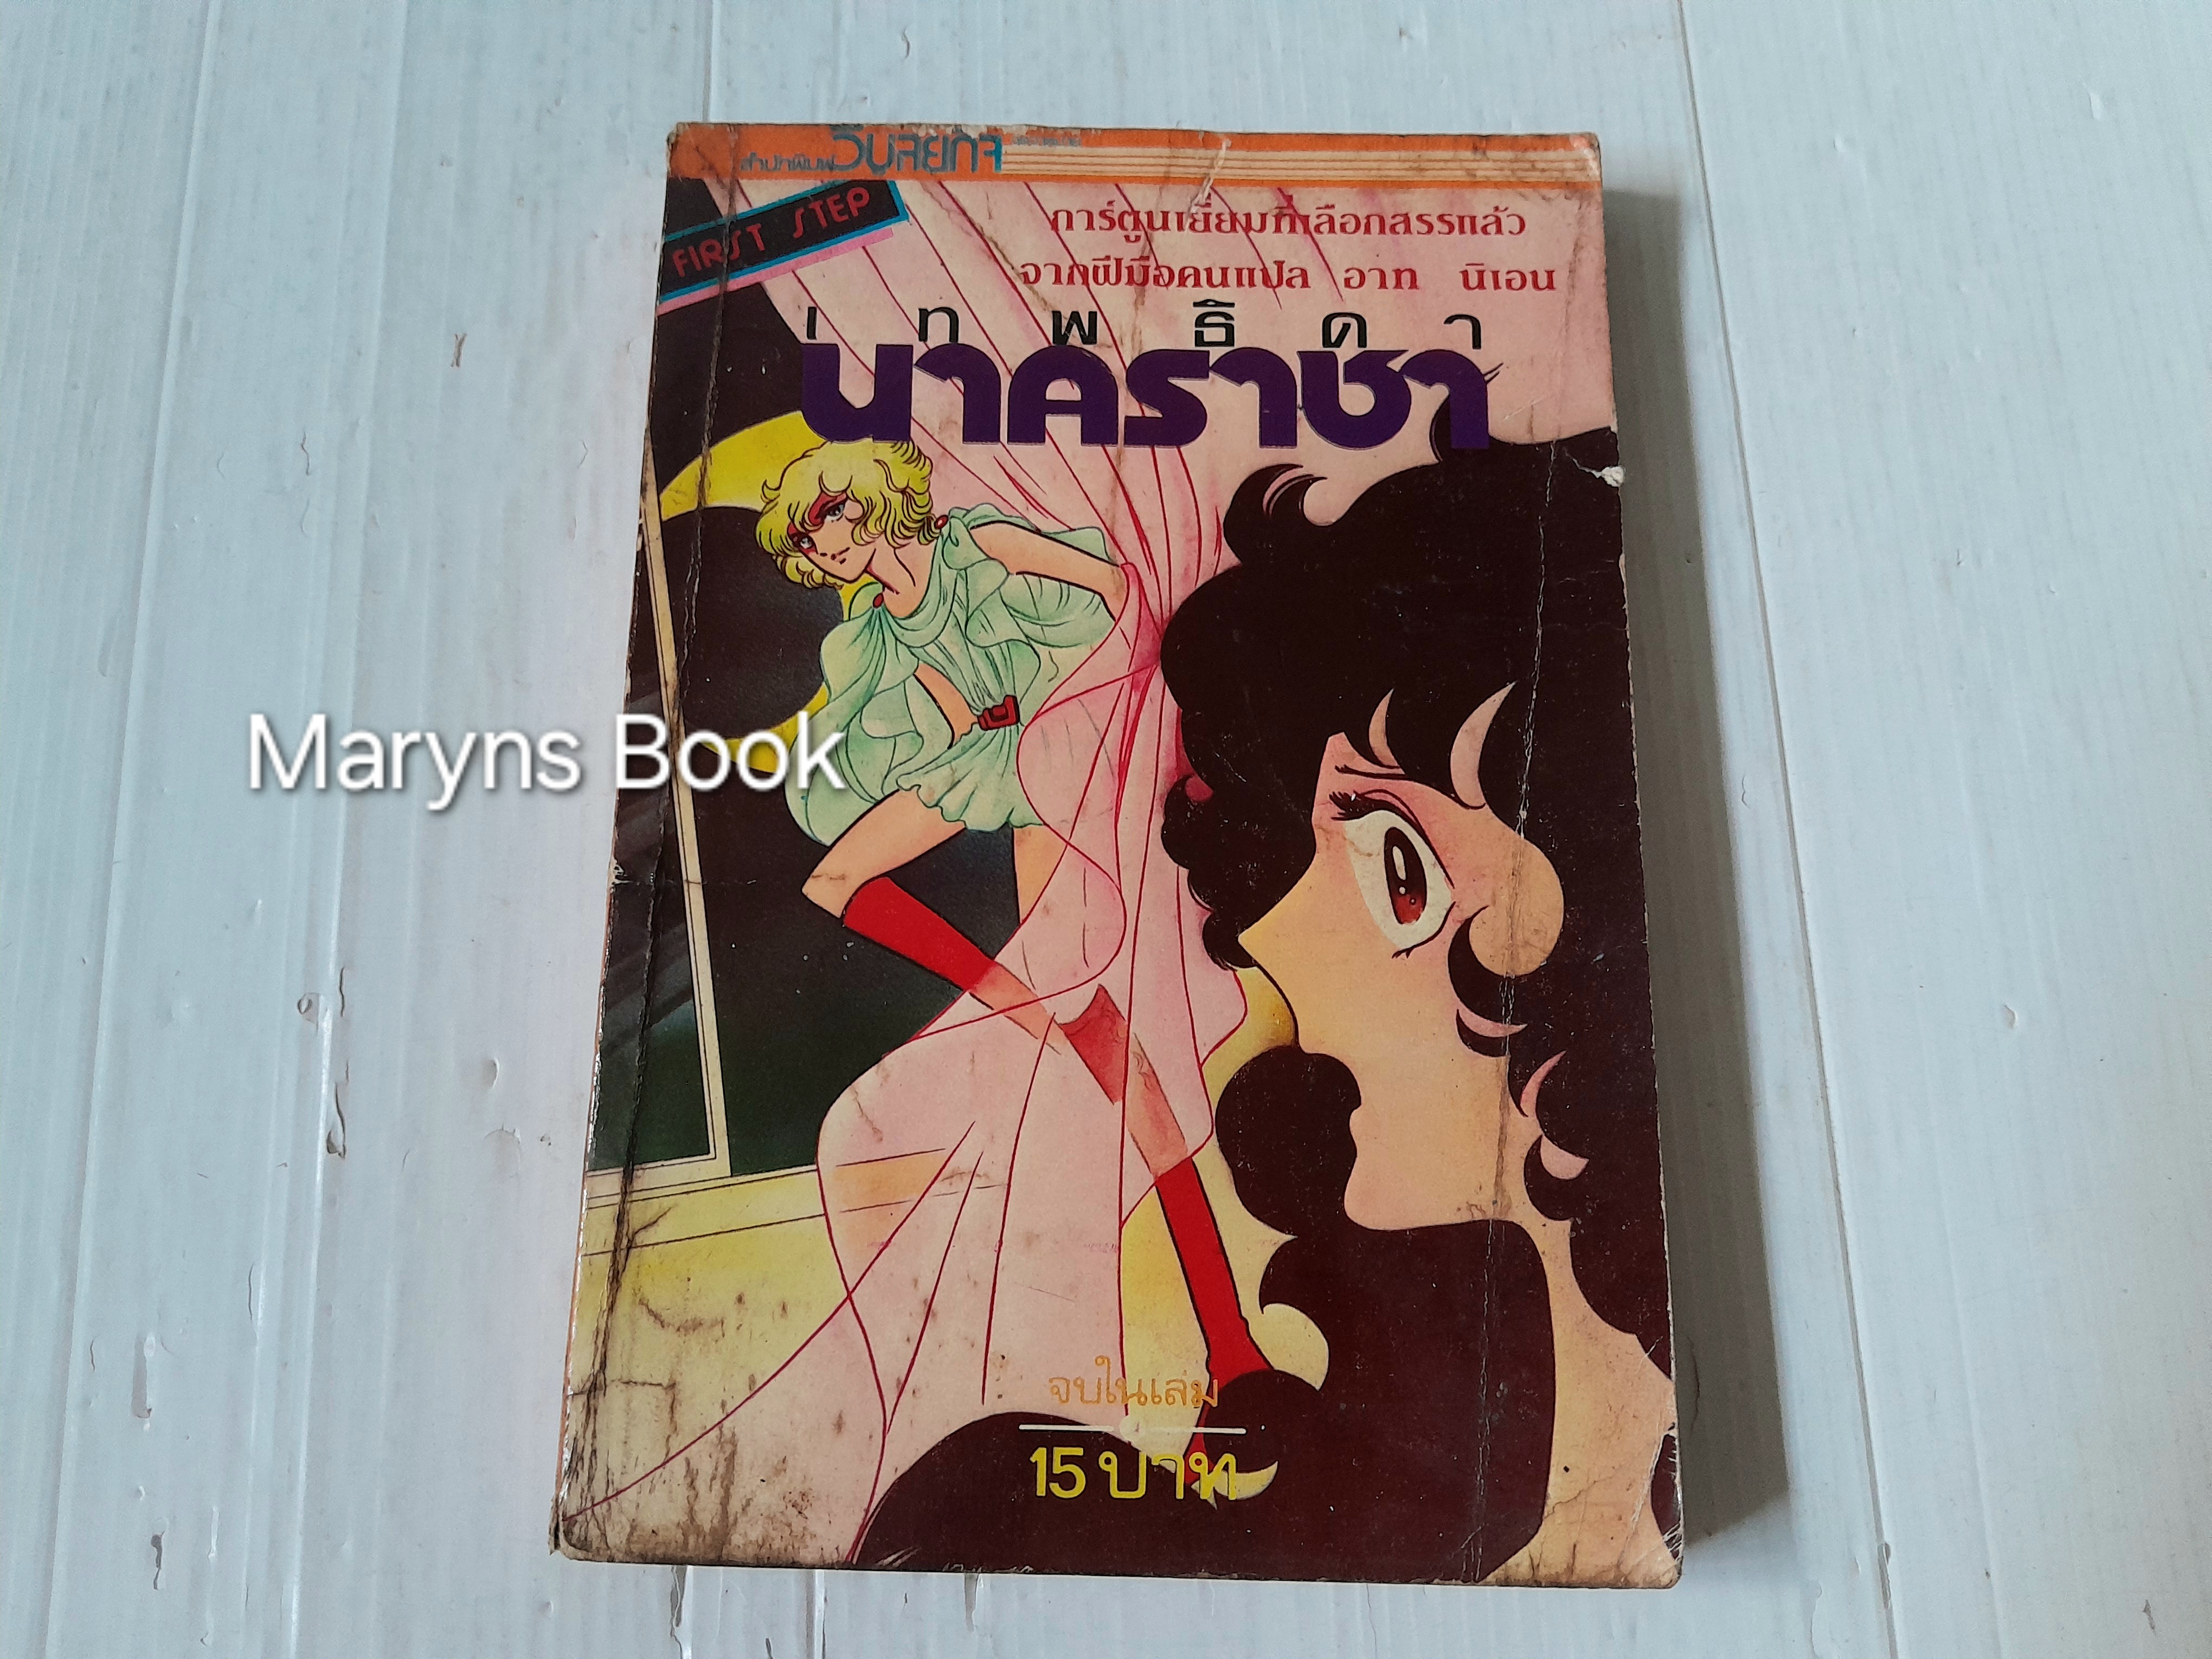 สำนักพิมพ์วิบูลย์กิจ
FIRST STEP
การ์ตูนเยี่ยมที่เลือกสรรแล้ว
จากฝีมือคนแปล อาท นิเอน
เทพธิดา
นาคราชา
Maryns Book
จบในเล่ม
15 บาท